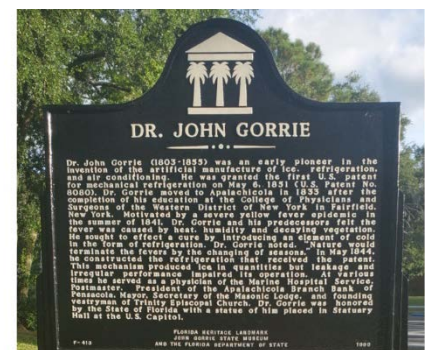 DR. JOHN GORRIE
Dr. John Gorrie (1803-1855) was an early pioneer in the
invention of the artificial manufacture of ice, refrigeration,
and air conditioning. He was granted the first U.S. patent
for mechanical refrigeration on May 6, 1851 (U.S. Patent No.
8080). Dr. Gorrie moved to Apalachicola in 1833 after the
completion of his education at the College of Physicians and
Surgeons of the Western District of New York in Fairfield,
New York. Motivated by a severe yellow fever epidemic in
the summer of 1841, Dr. Gorrie and his predecessors felt the
fever was caused by heat, humidity and decaying vegetation.
He sought to effect a cure by introducing an element of cold
in the form of refrigeration. Dr. Gorrie noted, "Nature would
terminate the fevers by the changing of seasons." In May 1844,
he constructed the refrigeration that received the patent.
This mechanism produced ice in quantities but leakage and
irregular performance impaired its operation. At various
times he served as a physician of the Marine Hospital Service,
Postmaster, President of the Apalachicola Branch Bank of
Pensacola, Mayor, Secretary of the Masonic Lodge, and founding
vestryman of Trinity Episcopal Church. Dr. Gorrie was honored
by the State of Florida with a statue of him placed in Statuary
Hall at the U.S. Capitol.
FLORIDA HERITAGE LANDMARK
JOHN GORRIE STATE MUSEUM
F-413 AND THE FLORIDA DEPARTMENT OF STATE